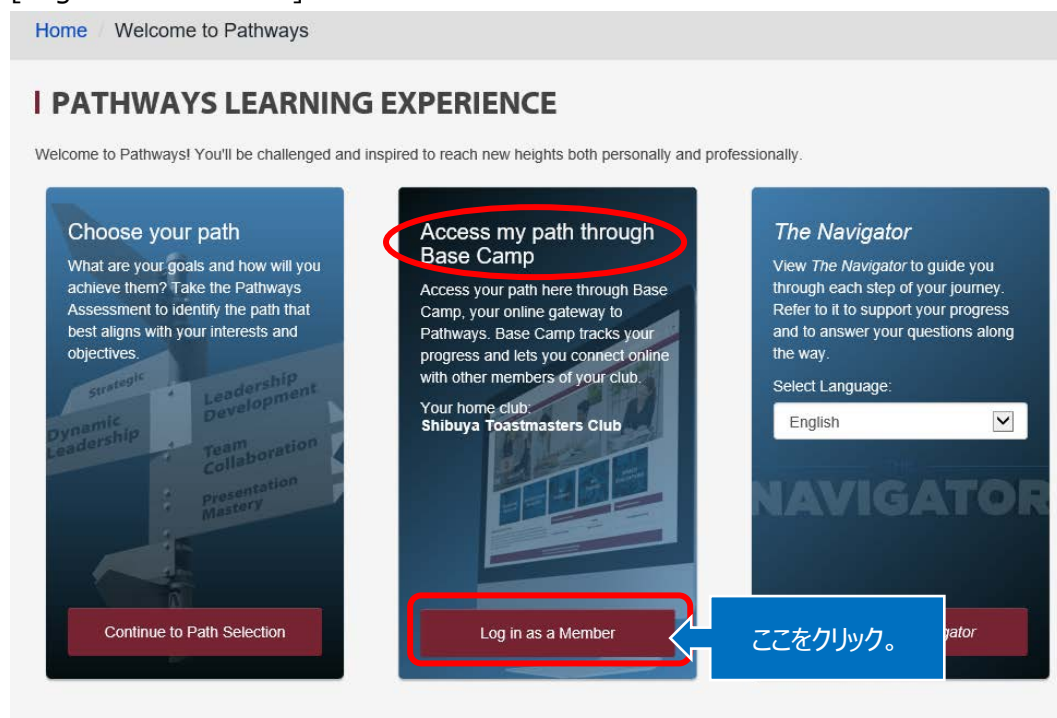 Home / Welcome to Pathways
PATHWAYS LEARNING EXPERIENCE
Welcome to Pathways! You'll be challenged and inspired to reach new heights both personally and professionally.
Choose your path
What are your goals and how will you
achieve them? Take the Pathways
Assessment to identify the path that
best aligns with your interests and
objectives.
Strategic
Leadership
Development
Dynamic
Leadership
Team
Collaboration
Presentation
Mastery
Continue to Path Selection
Access my path through
Base Camp
Access your path here through Base
Camp, your online gateway to
Pathways. Base Camp tracks your
progress and lets you connect online
with other members of your club.
Your home club:
Shibuya Toastmasters Club
Log in as a Member
ここをクリック。
The Navigator
View The Navigator to guide you
through each step of your journey.
Refer to it to support your progress
and to answer your questions along
the way.
Select Language:
English
NAVIGATOR
gator